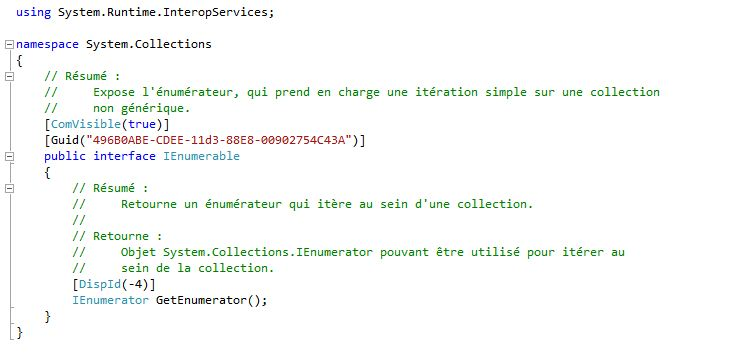 using System.Runtime.InteropServices;
namespace System.Collections
{
// Résumé :
//     Expose l'énumérateur, qui prend en charge une itération simple sur une collection
//     non générique.
[ComVisible(true)]
[Guid("496B0ABE-CDEE-11d3-88E8-00902754C43A")]
public interface IEnumerable
{
// Résumé :
//     Retourne un énumérateur qui itère au sein d'une collection.
//
// Retourne :
//     Objet System.Collections.IEnumerator pouvant être utilisé pour itérer au
//     sein de la collection.
[DispId(-4)]
IEnumerator GetEnumerator();
}
}